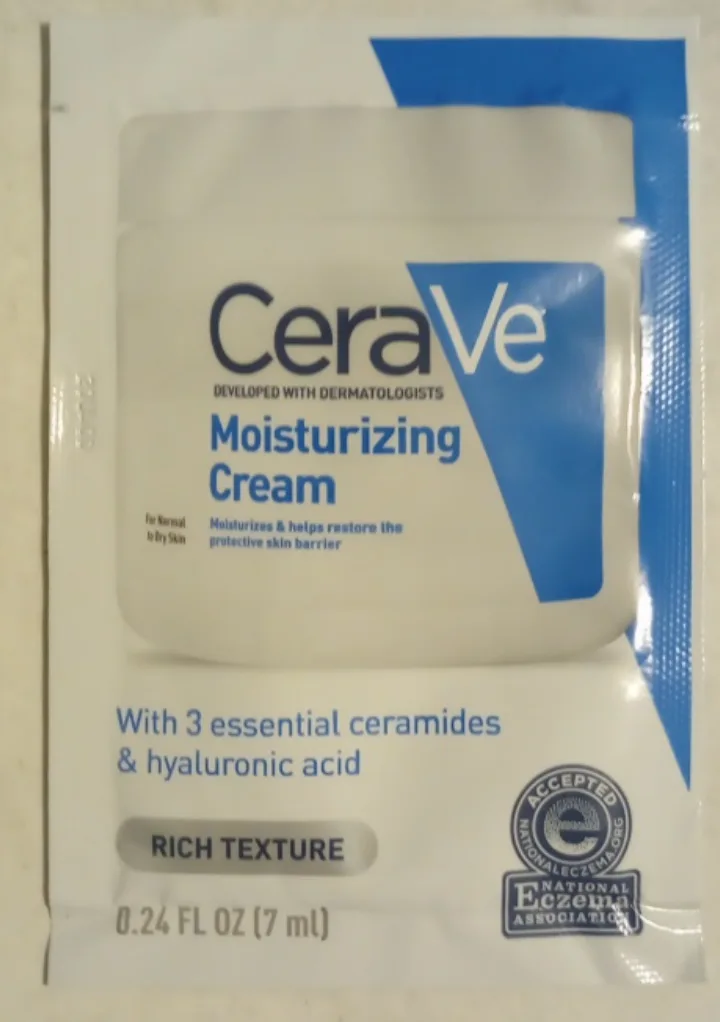 CeraVe
DEVELOPED WITH DERMATOLOGISTS
Moisturizing
Cream
For Normal
to Dry Skin
Moisturizes & helps restore the
protective skin barrier
With 3 essential ceramides
& hyaluronic acid
RICH TEXTURE
0.24 FL OZ (7 ml)
ACCEPTED
e
NATIONALECZEMA.ORG
NATIONAL
Eczema
ASSOCIATION